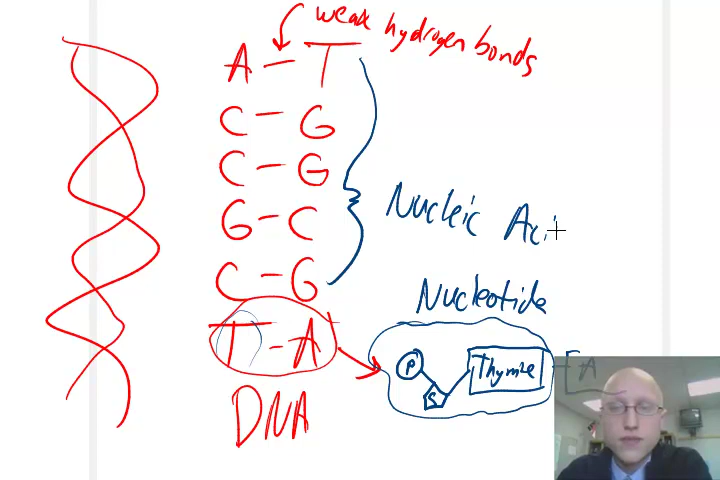 weak hydrogen bonds
A - T
C - G
C - G
G - C
C - G
T - A
DNA
Nucleic Aci
Nucleotide
P
S
Thymine
A